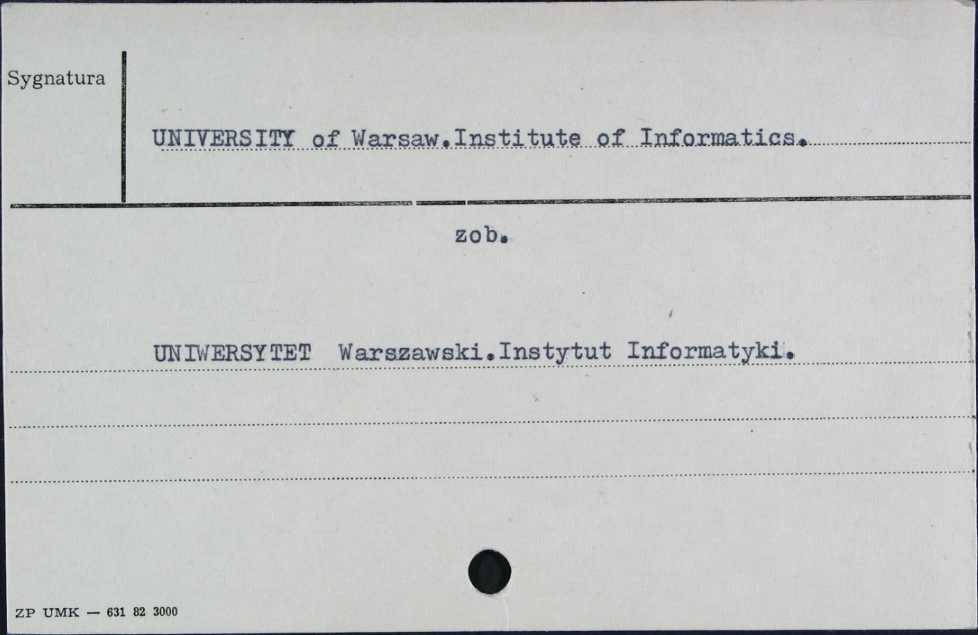 Sygnatura
UNIVERSITY of Warsaw.Institute of Informatics.
zob.
UNIWERSYTET Warszawski.Instytut Informatyki.
ZP UMK — 631 82 3000